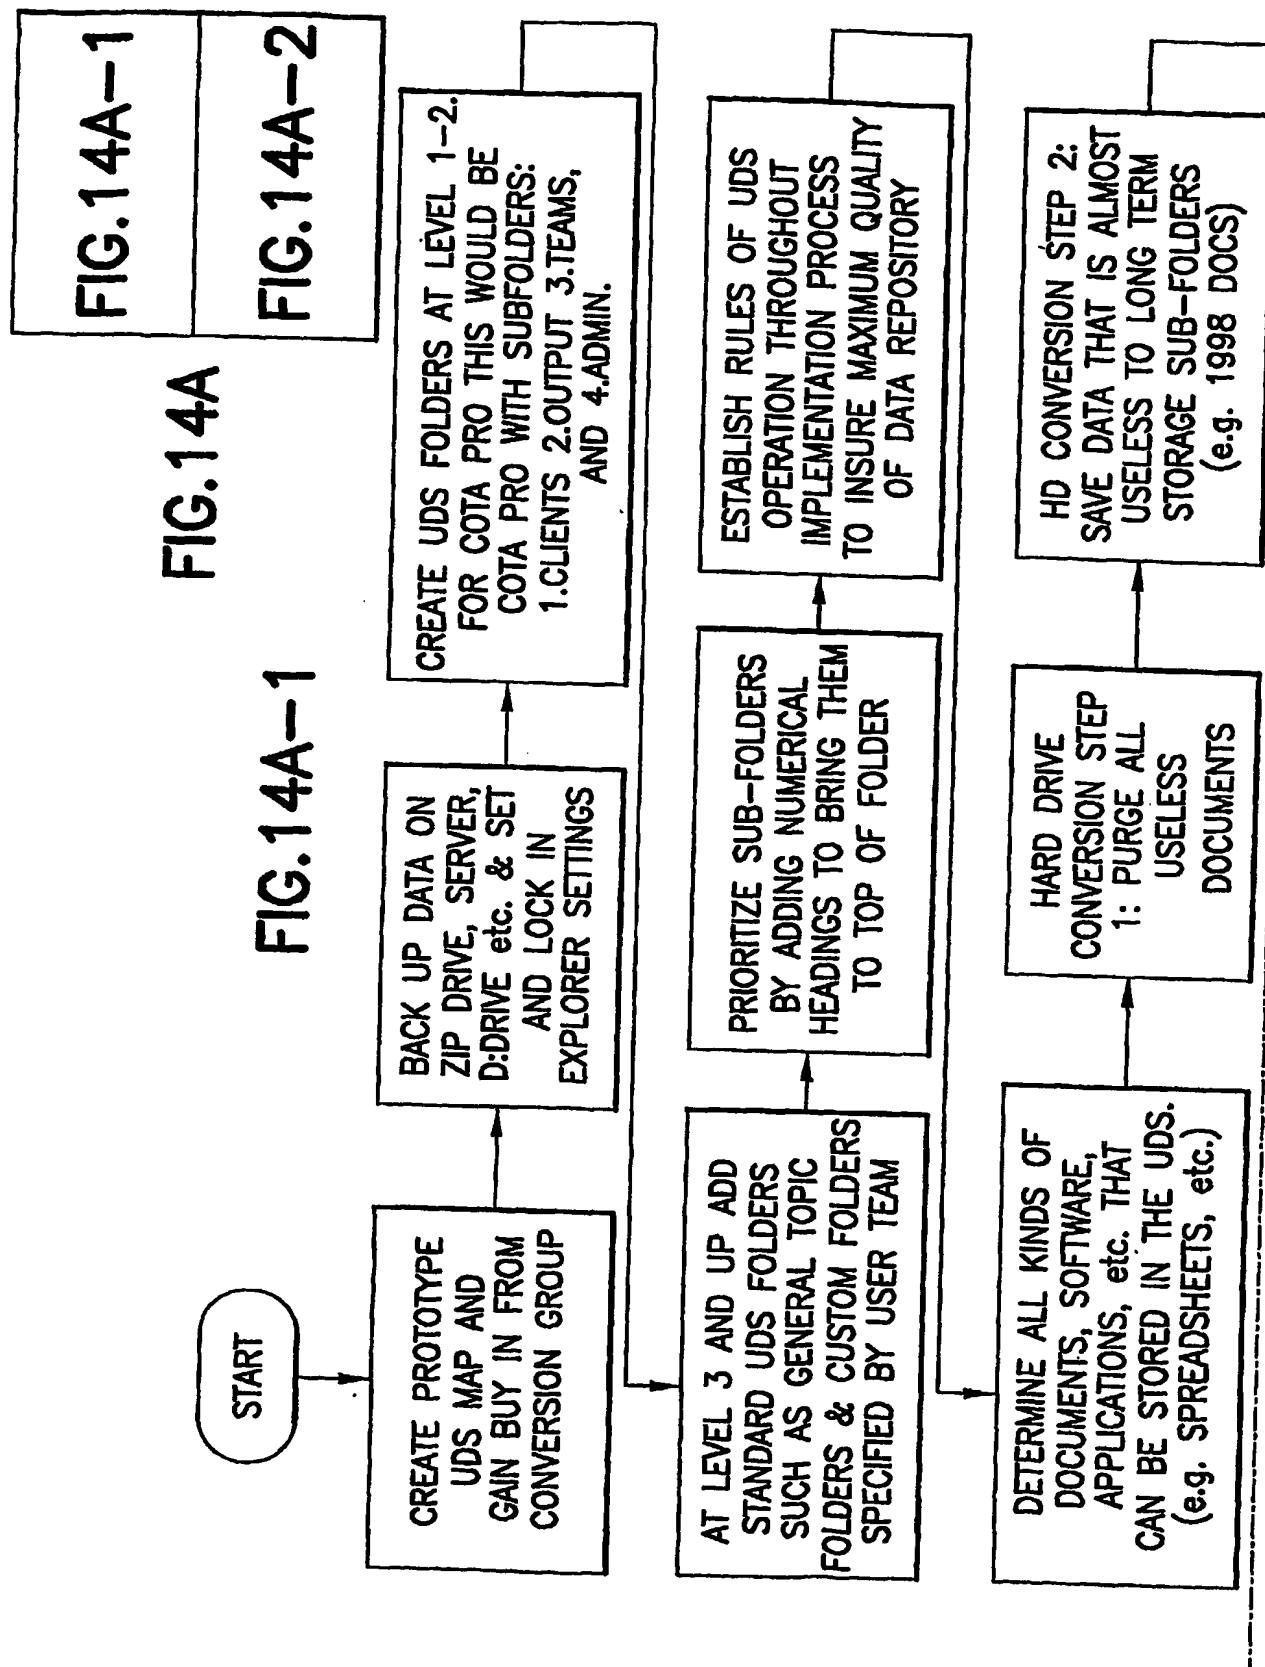 FIG.14A-1
FIG.14A-2
FIG.14A
FIG.14A-1
START
CREATE PROTOTYPE
UDS MAP AND
GAIN BUY IN FROM
CONVERSION GROUP
BACK UP DATA ON
ZIP DRIVE, SERVER,
D:DRIVE etc. & SET
AND LOCK IN
EXPLORER SETTINGS
CREATE UDS FOLDERS AT LEVEL 1-2.
FOR COTA PRO THIS WOULD BE
COTA PRO WITH SUBFOLDERS:
1.CLIENTS 2.OUTPUT 3.TEAMS,
AND 4.ADMIN.
AT LEVEL 3 AND UP ADD
STANDARD UDS FOLDERS
SUCH AS GENERAL TOPIC
FOLDERS & CUSTOM FOLDERS
SPECIFIED BY USER TEAM
PRIORITIZE SUB-FOLDERS
BY ADDING NUMERICAL
HEADINGS TO BRING THEM
TO TOP OF FOLDER
ESTABLISH RULES OF UDS
OPERATION THROUGHOUT
IMPLEMENTATION PROCESS
TO INSURE MAXIMUM QUALITY
OF DATA REPOSITORY
DETERMINE ALL KINDS OF
DOCUMENTS, SOFTWARE,
APPLICATIONS, etc. THAT
CAN BE STORED IN THE UDS.
(e.g. SPREADSHEETS, etc.)
HARD DRIVE
CONVERSION STEP
1: PURGE ALL
USELESS
DOCUMENTS
HD CONVERSION STEP 2:
SAVE DATA THAT IS ALMOST
USELESS TO LONG TERM
STORAGE SUB-FOLDERS
(e.g. 1998 DOCS)